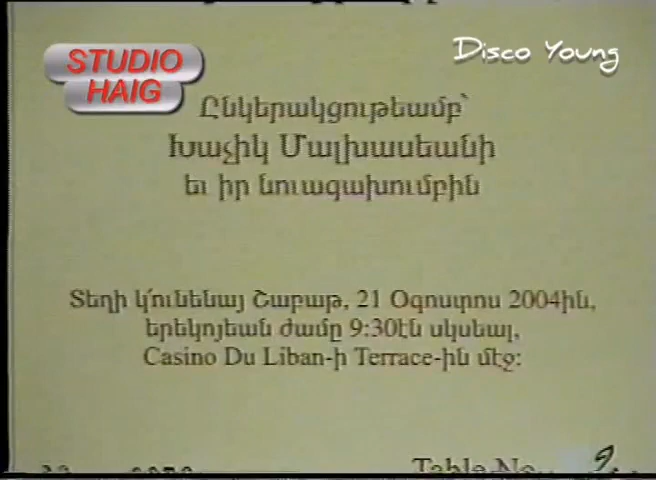 STUDIO
HAIG
Disco Young
Ընկերակցութեամբ՝
Խաչիկ Մալխասեանի
եւ իր նուագախումբին
Տեղի կ՛ունենայ Շաբաթ, 21 Օգոստոս 2004ին,
երեկոյեան ժամը 9:30էն սկսեալ,
Casino Du Liban-ի Terrace-ին մէջ:
Table No.